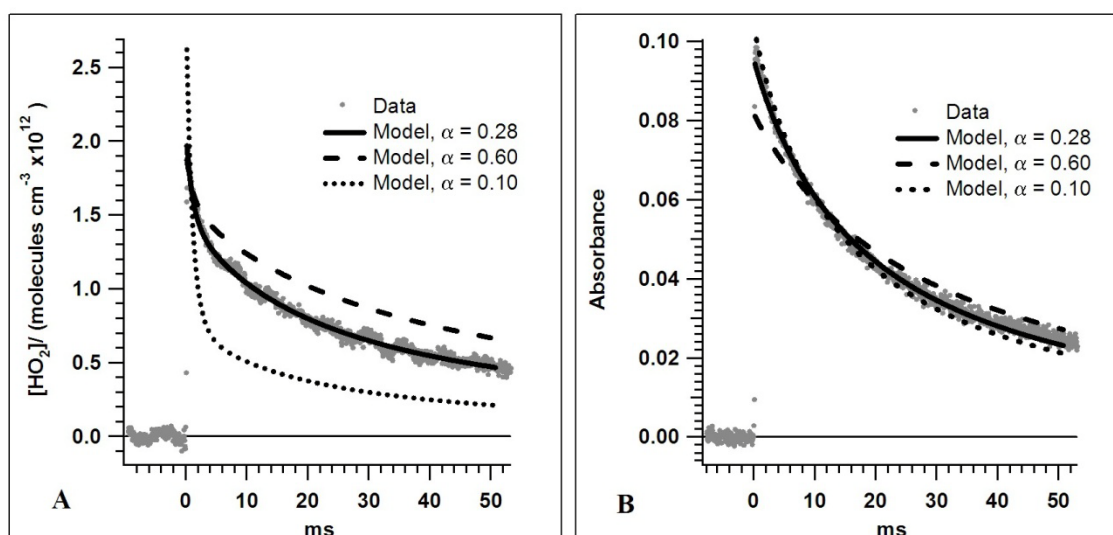 [HO2]/ (molecules cm-3 x10^12)
2.5
2.0
1.5
1.0
0.5
0.0
Data
Model, α = 0.28
Model, α = 0.60
Model, α = 0.10
0 10 20 30 40 50
A
ms
Absorbance
0.10
0.08
0.06
0.04
0.02
0.00
Data
Model, α = 0.28
Model, α = 0.60
Model, α = 0.10
0 10 20 30 40 50
B
ms